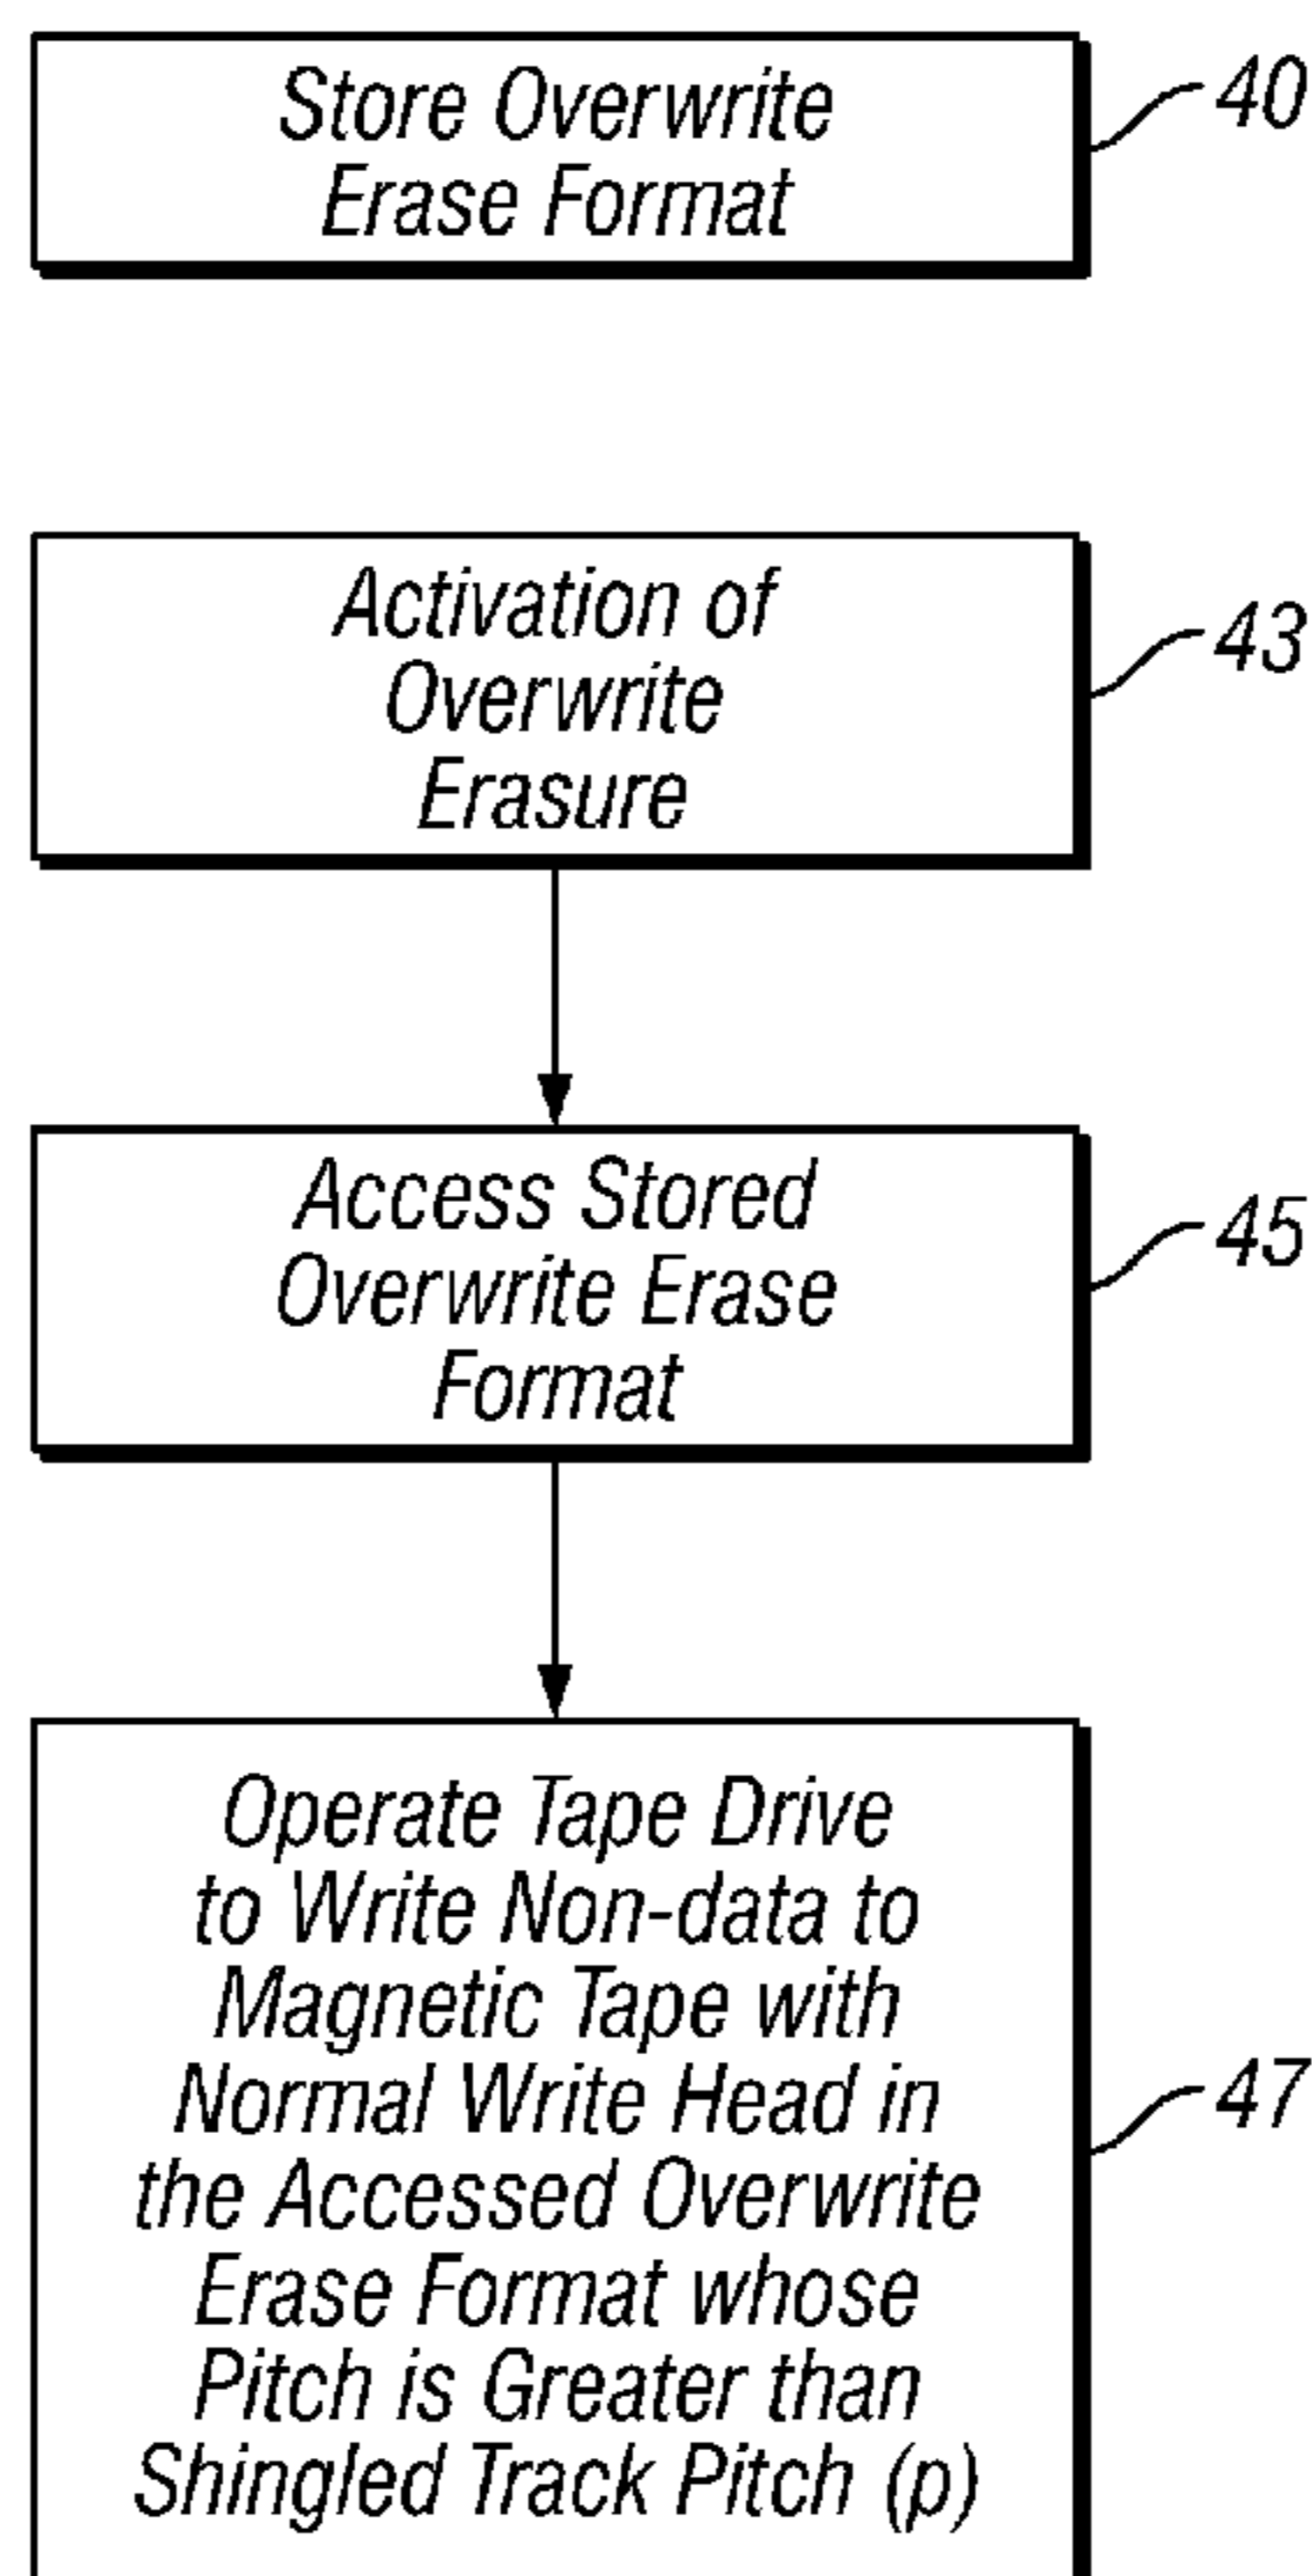 Store Overwrite
Erase Format
40
Activation of
Overwrite
Erasure
43
Access Stored
Overwrite Erase
Format
45
Operate Tape Drive
to Write Non-data to
Magnetic Tape with
Normal Write Head in
the Accessed Overwrite
Erase Format whose
Pitch is Greater than
Shingled Track Pitch (p)
47